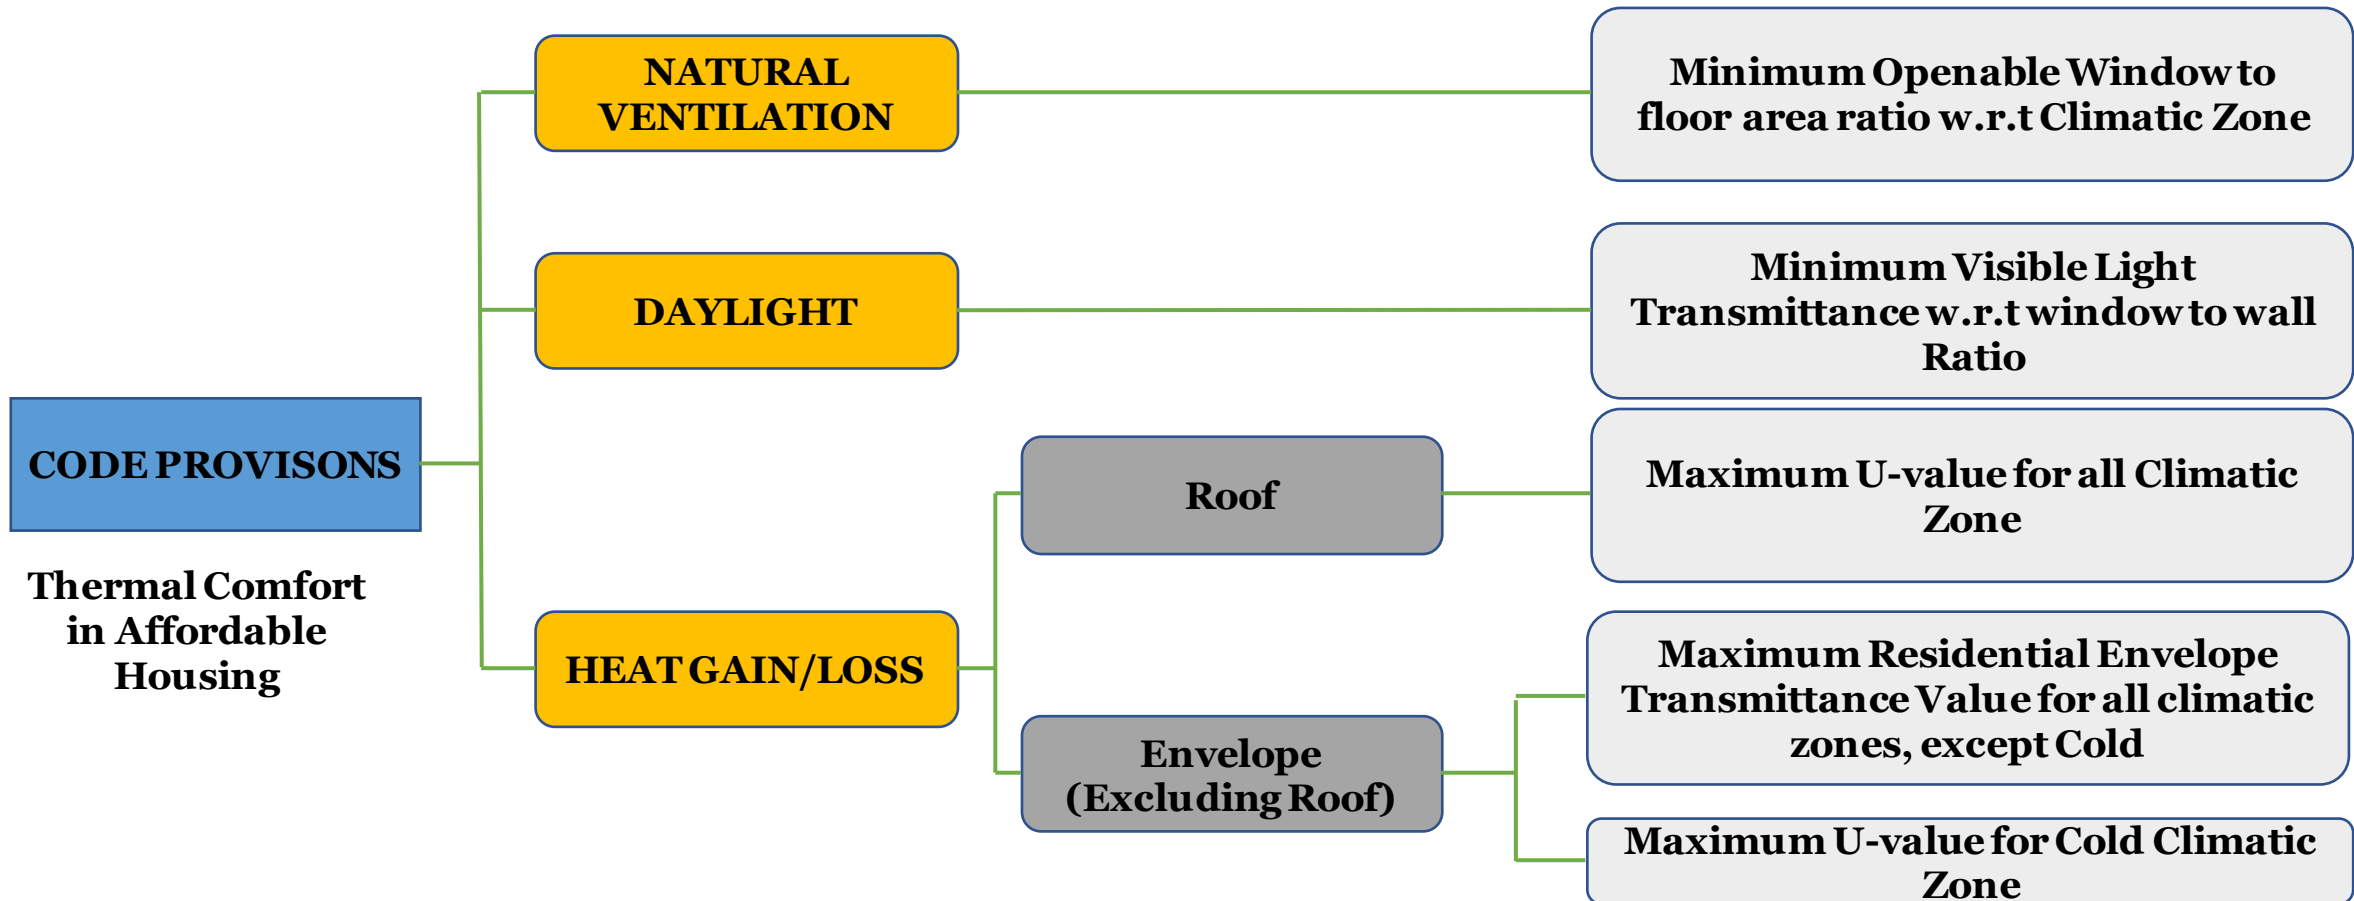 NATURAL
VENTILATION
Minimum Openable Window to
floor area ratio w.r.t Climatic Zone
DAYLIGHT
Minimum Visible Light
Transmittance w.r.t window to wall
Ratio
CODE PROVISONS
Thermal Comfort
in Affordable
Housing
HEAT GAIN/LOSS
Roof
Maximum U-value for all Climatic
Zone
Envelope
(Excluding Roof)
Maximum Residential Envelope
Transmittance Value for all climatic
zones, except Cold
Maximum U-value for Cold Climatic
Zone